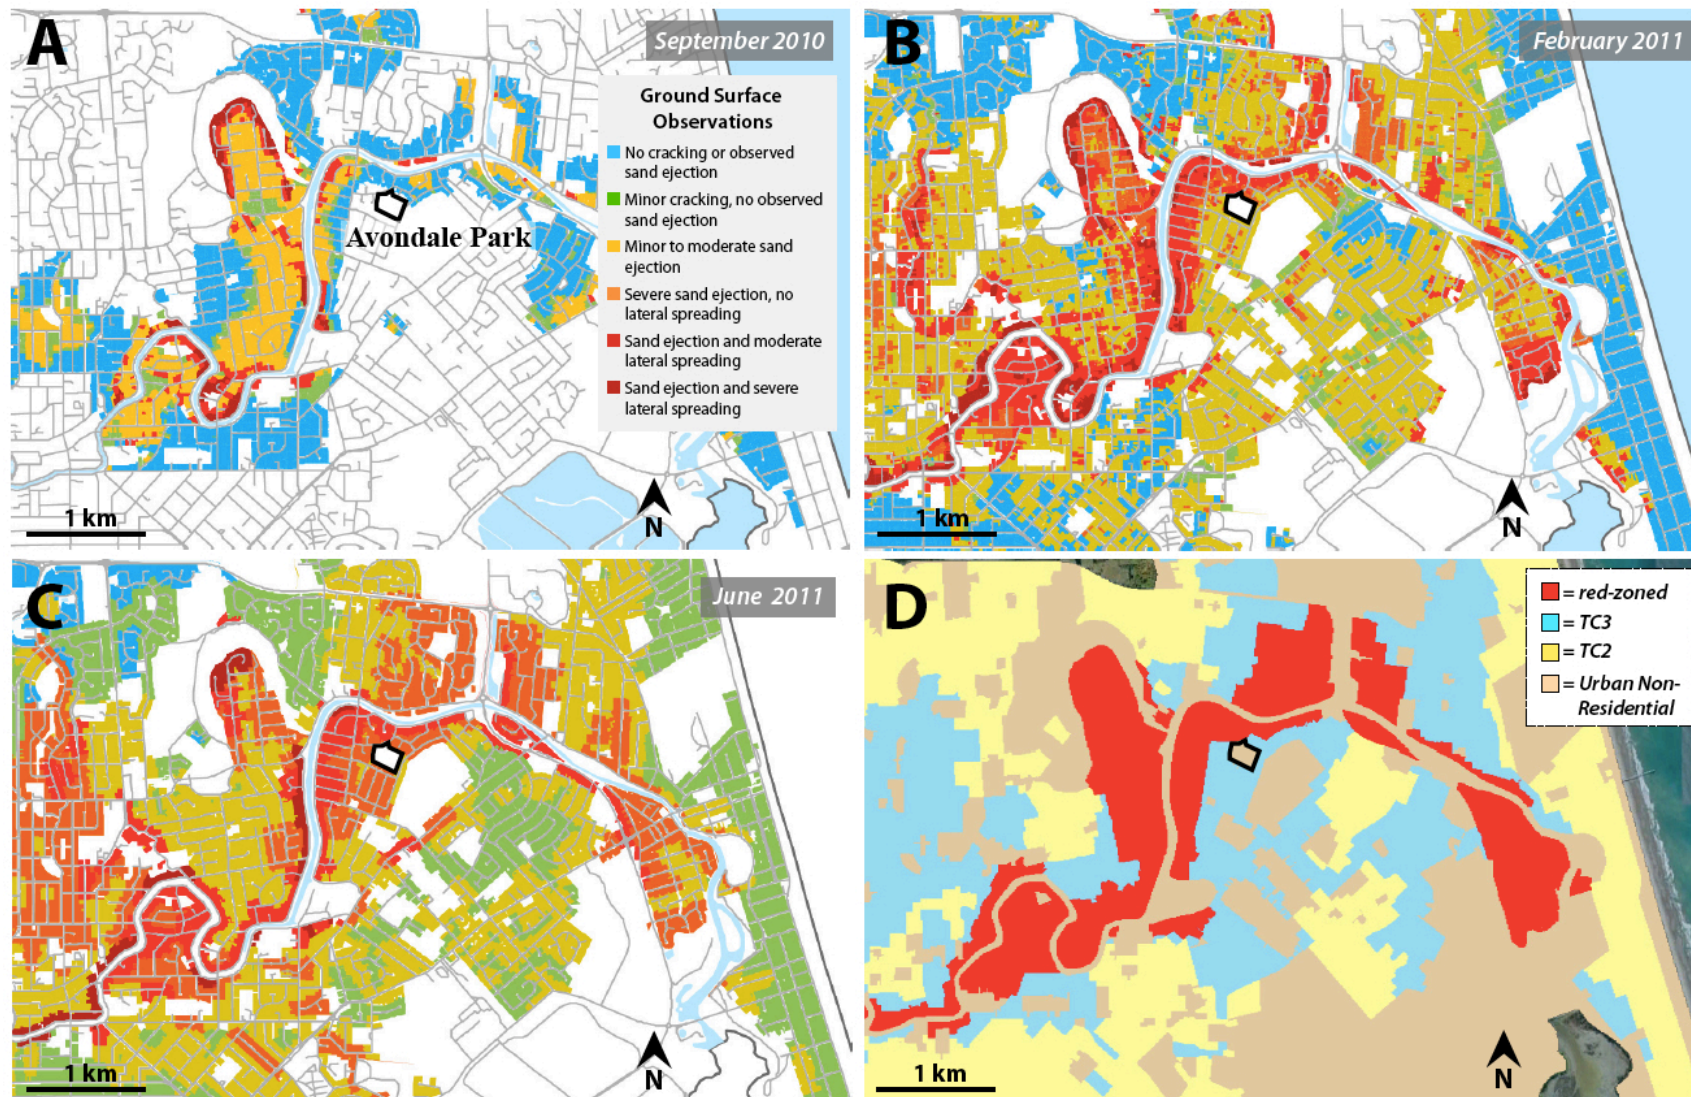 A
September 2010
Ground Surface
Observations
No cracking or observed
sand ejection
Minor cracking, no observed
sand ejection
Minor to moderate sand
ejection
Severe sand ejection, no
lateral spreading
Sand ejection and moderate
lateral spreading
Sand ejection and severe
lateral spreading
Avondale Park
1 km
N
B
February 2011
1 km
N
C
June 2011
1 km
N
D
= red-zoned
= TC3
= TC2
= Urban Non-
Residential
1 km
N